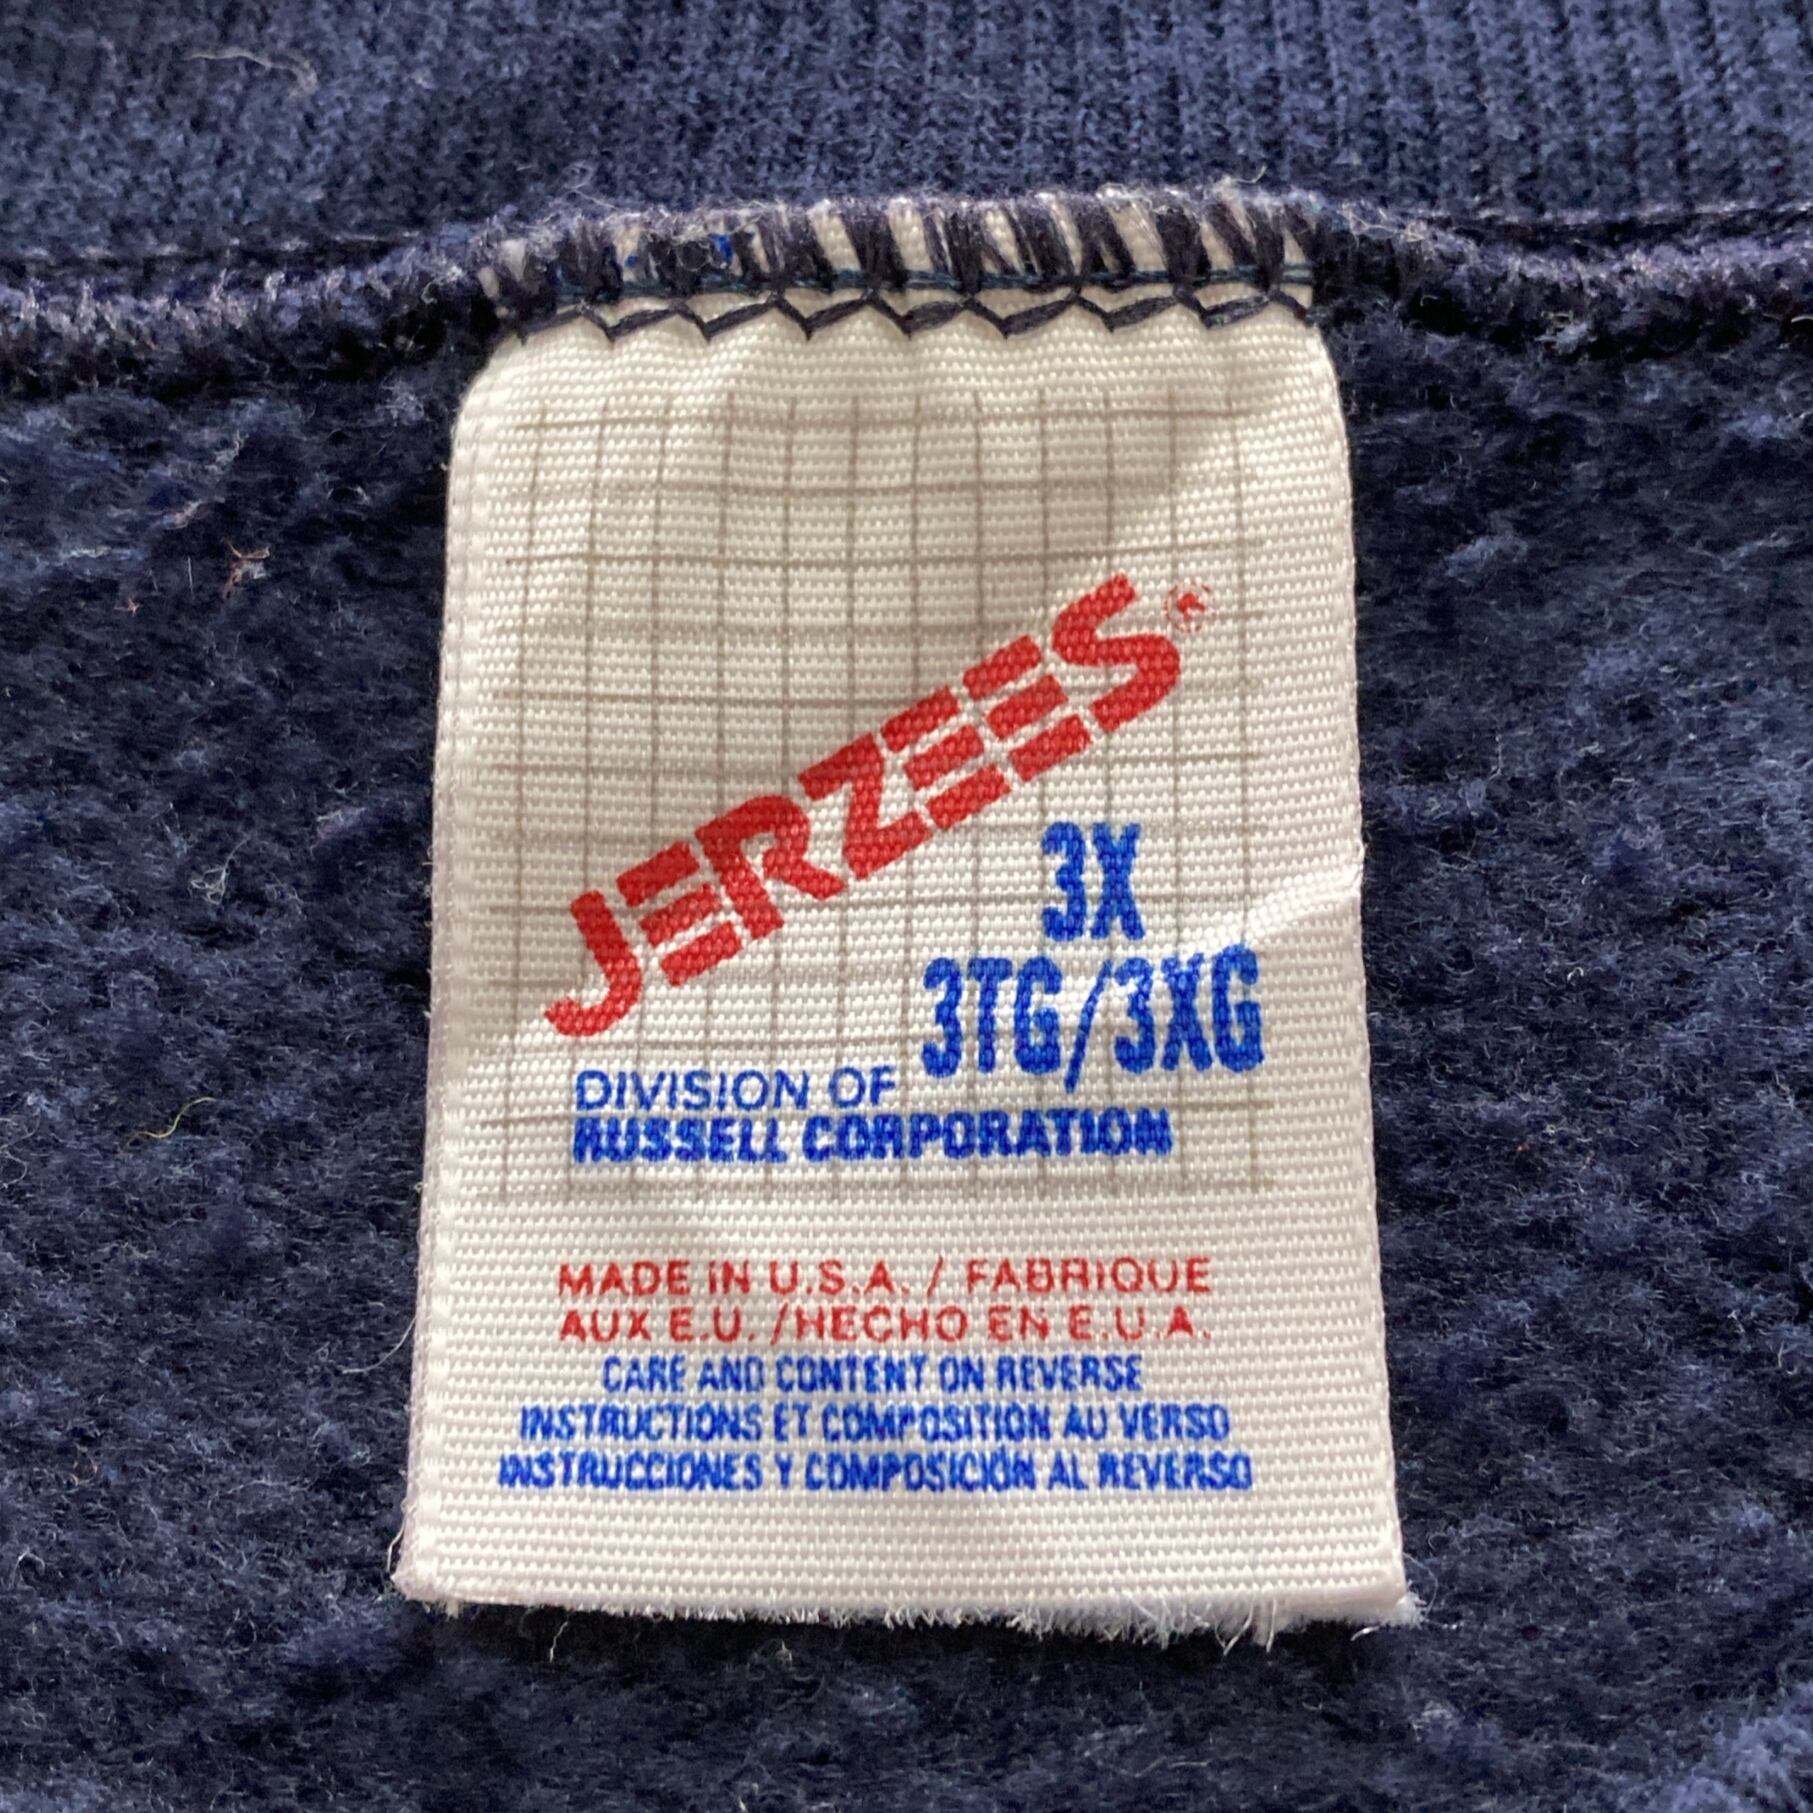 JERZEES®
3X
3TG/3XG
DIVISION OF
RUSSELL CORPORATION
MADE IN U.S.A. / FABRIQUE
AUX E.U. /HECHO EN E.U.A.
CARE AND CONTENT ON REVERSE
INSTRUCTIONS ET COMPOSITION AU VERSO
INSTRUCCIONES Y COMPOSICIÓN AL REVERSO